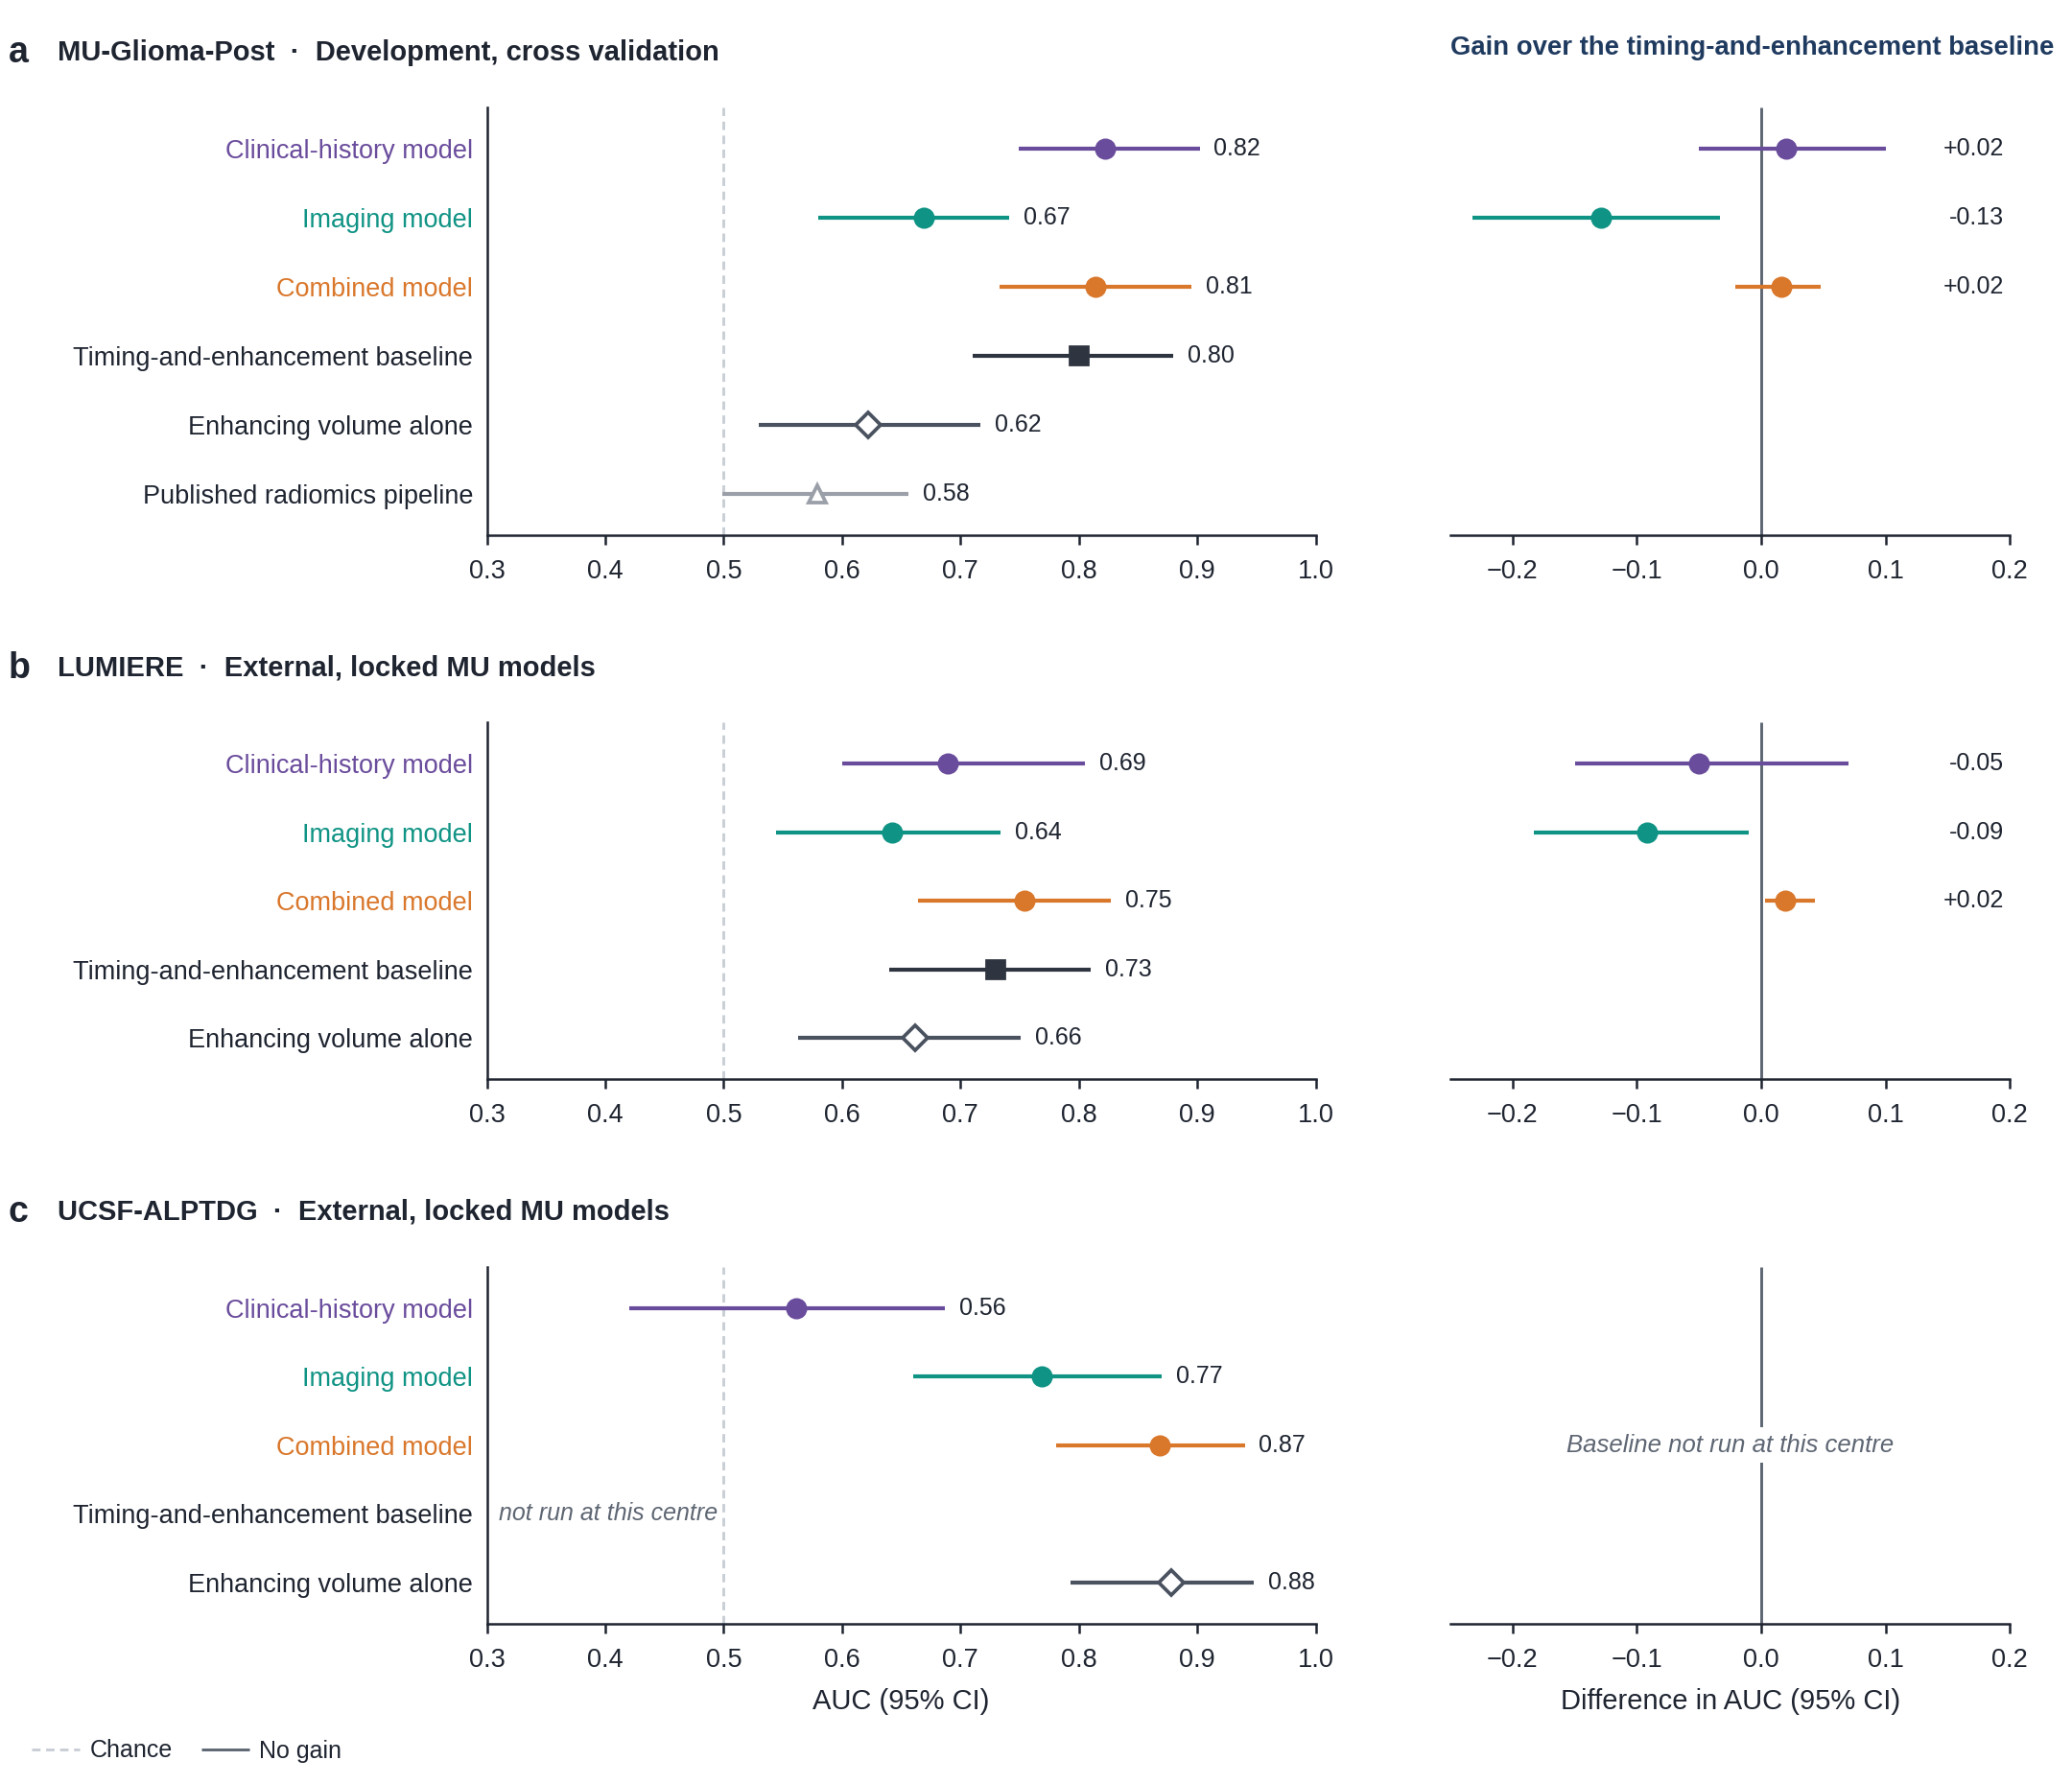 a MU-Glioma-Post · Development, cross validation
Gain over the timing-and-enhancement baseline
Clinical-history model 0.82 +0.02
Imaging model 0.67 -0.13
Combined model 0.81 +0.02
Timing-and-enhancement baseline 0.80
Enhancing volume alone 0.62
Published radiomics pipeline 0.58
0.3 0.4 0.5 0.6 0.7 0.8 0.9 1.0 −0.2 −0.1 0.0 0.1 0.2
b LUMIERE · External, locked MU models
Clinical-history model 0.69 -0.05
Imaging model 0.64 -0.09
Combined model 0.75 +0.02
Timing-and-enhancement baseline 0.73
Enhancing volume alone 0.66
0.3 0.4 0.5 0.6 0.7 0.8 0.9 1.0 −0.2 −0.1 0.0 0.1 0.2
c UCSF-ALPTDG · External, locked MU models
Clinical-history model 0.56
Imaging model 0.77
Combined model 0.87 Baseline not run at this centre
Timing-and-enhancement baseline not run at this centre
Enhancing volume alone 0.88
0.3 0.4 0.5 0.6 0.7 0.8 0.9 1.0 −0.2 −0.1 0.0 0.1 0.2
AUC (95% CI) Difference in AUC (95% CI)
Chance No gain